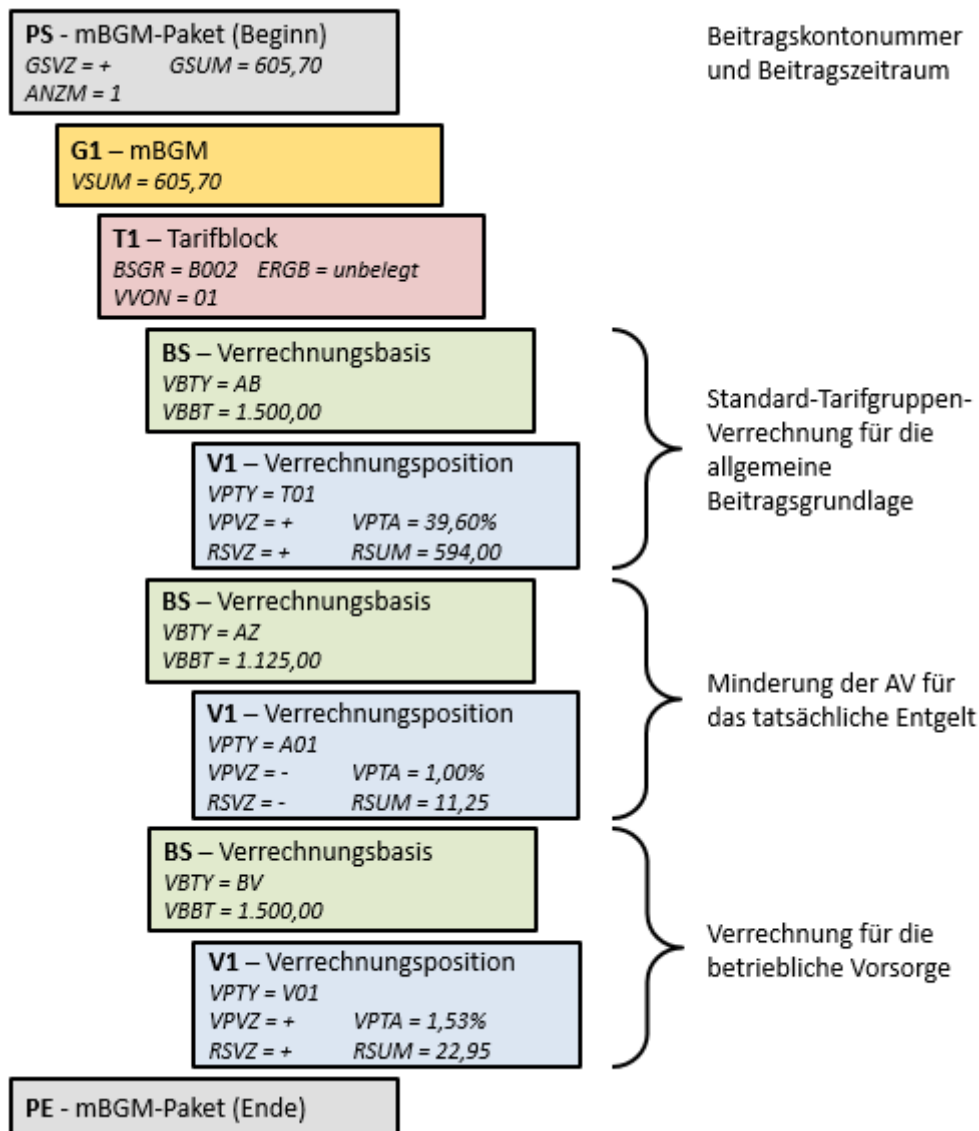 PS - mBGM-Paket (Beginn)
GSVZ = + GSUM = 605,70
ANZM = 1
Beitragskontonummer
und Beitragszeitraum
G1 – mBGM
VSUM = 605,70
T1 – Tarifblock
BSGR = B002 ERGB = unbelegt
VVON = 01
BS – Verrechnungsbasis
VBTY = AB
VBBT = 1.500,00
V1 – Verrechnungsposition
VPTY = T01
VPVZ = + VPTA = 39,60%
RSVZ = + RSUM = 594,00
Standard-Tarifgruppen-
Verrechnung für die
allgemeine
Beitragsgrundlage
BS – Verrechnungsbasis
VBTY = AZ
VBBT = 1.125,00
V1 – Verrechnungsposition
VPTY = A01
VPVZ = - VPTA = 1,00%
RSVZ = - RSUM = 11,25
Minderung der AV für
das tatsächliche Entgelt
BS – Verrechnungsbasis
VBTY = BV
VBBT = 1.500,00
V1 – Verrechnungsposition
VPTY = V01
VPVZ = + VPTA = 1,53%
RSVZ = + RSUM = 22,95
Verrechnung für die
betriebliche Vorsorge
PE - mBGM-Paket (Ende)